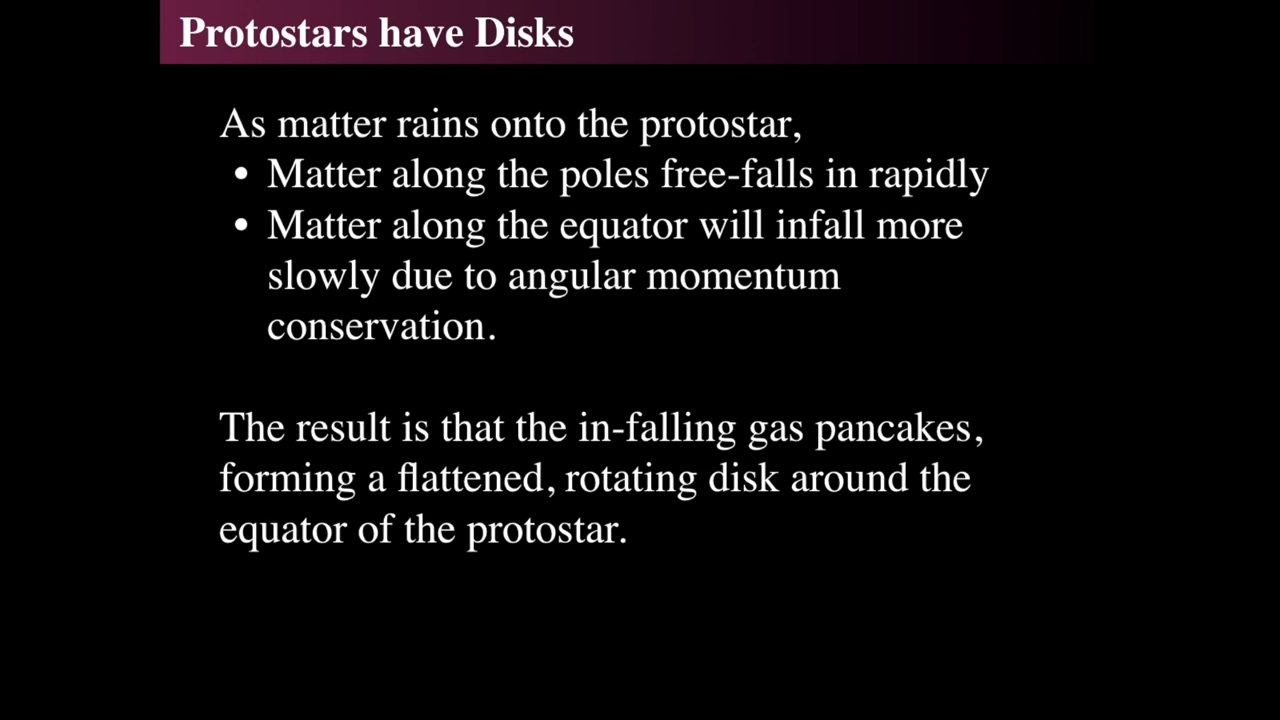 Protostars have Disks
As matter rains onto the protostar,
• Matter along the poles free-falls in rapidly
• Matter along the equator will infall more
slowly due to angular momentum
conservation.
The result is that the in-falling gas pancakes,
forming a flattened, rotating disk around the
equator of the protostar.